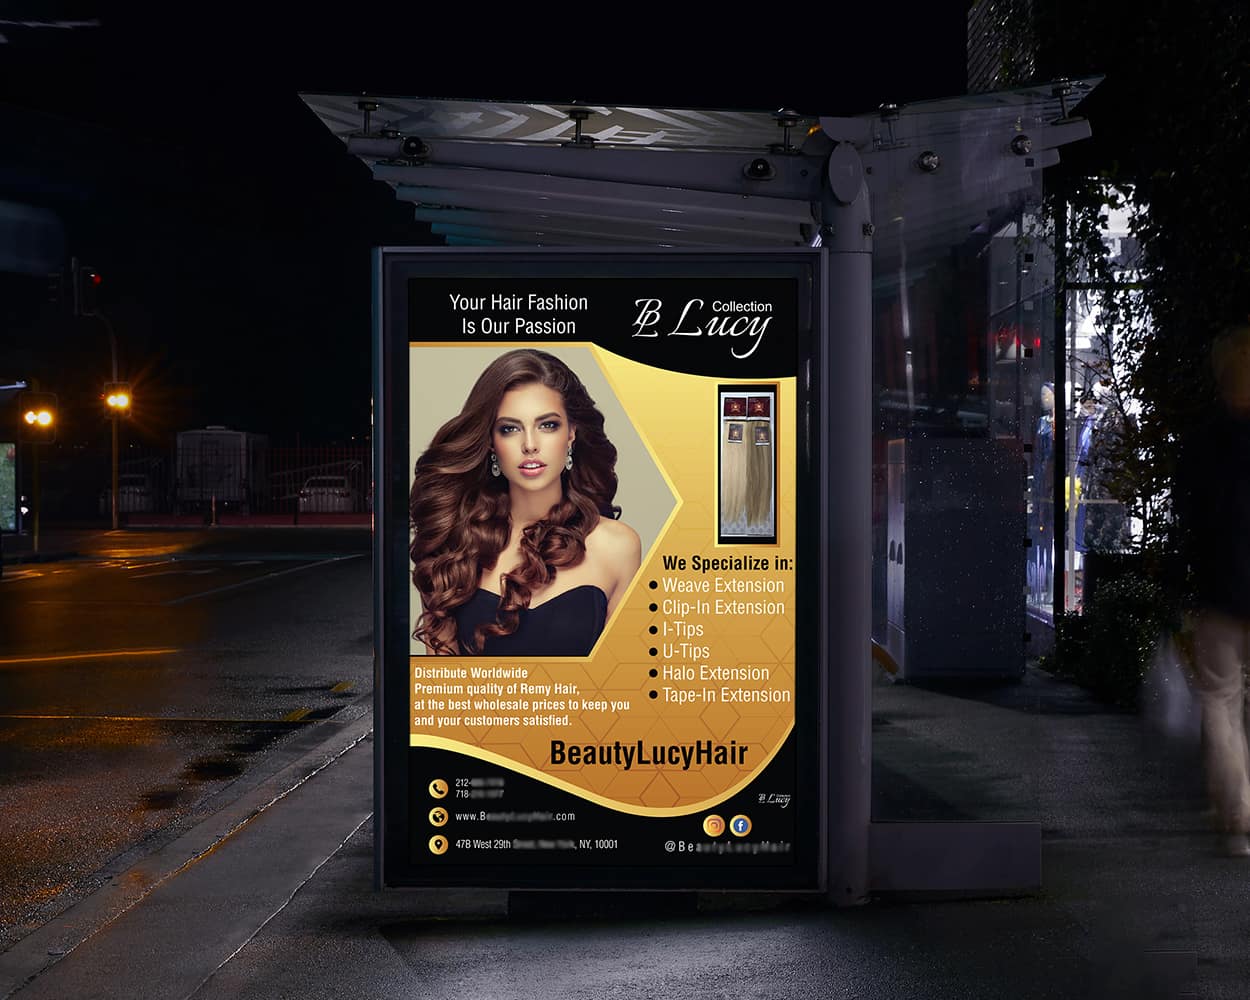 Your Hair Fashion
Is Our Passion
BL Lucy Collection
We Specialize in:
Weave Extension
Clip-In Extension
I-Tips
U-Tips
Halo Extension
Tape-In Extension
Distribute Worldwide
Premium quality of Remy Hair,
at the best wholesale prices to keep you
and your customers satisfied.
BeautyLucyHair
212-
718-
www.B .com
47B West 29th , NY, 10001
Lucy
@Be